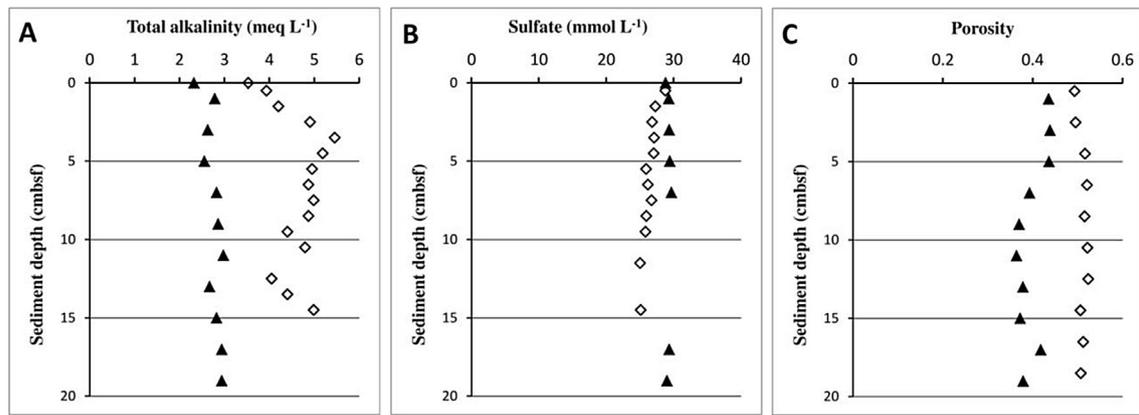 A
Total alkalinity (meq L-1)
0 1 2 3 4 5 6
0
5
10
15
20
Sediment depth (cmbsf)
B
Sulfate (mmol L-1)
0 10 20 30 40
0
5
10
15
20
Sediment depth (cmbsf)
C
Porosity
0 0.2 0.4 0.6
0
5
10
15
20
Sediment depth (cmbsf)